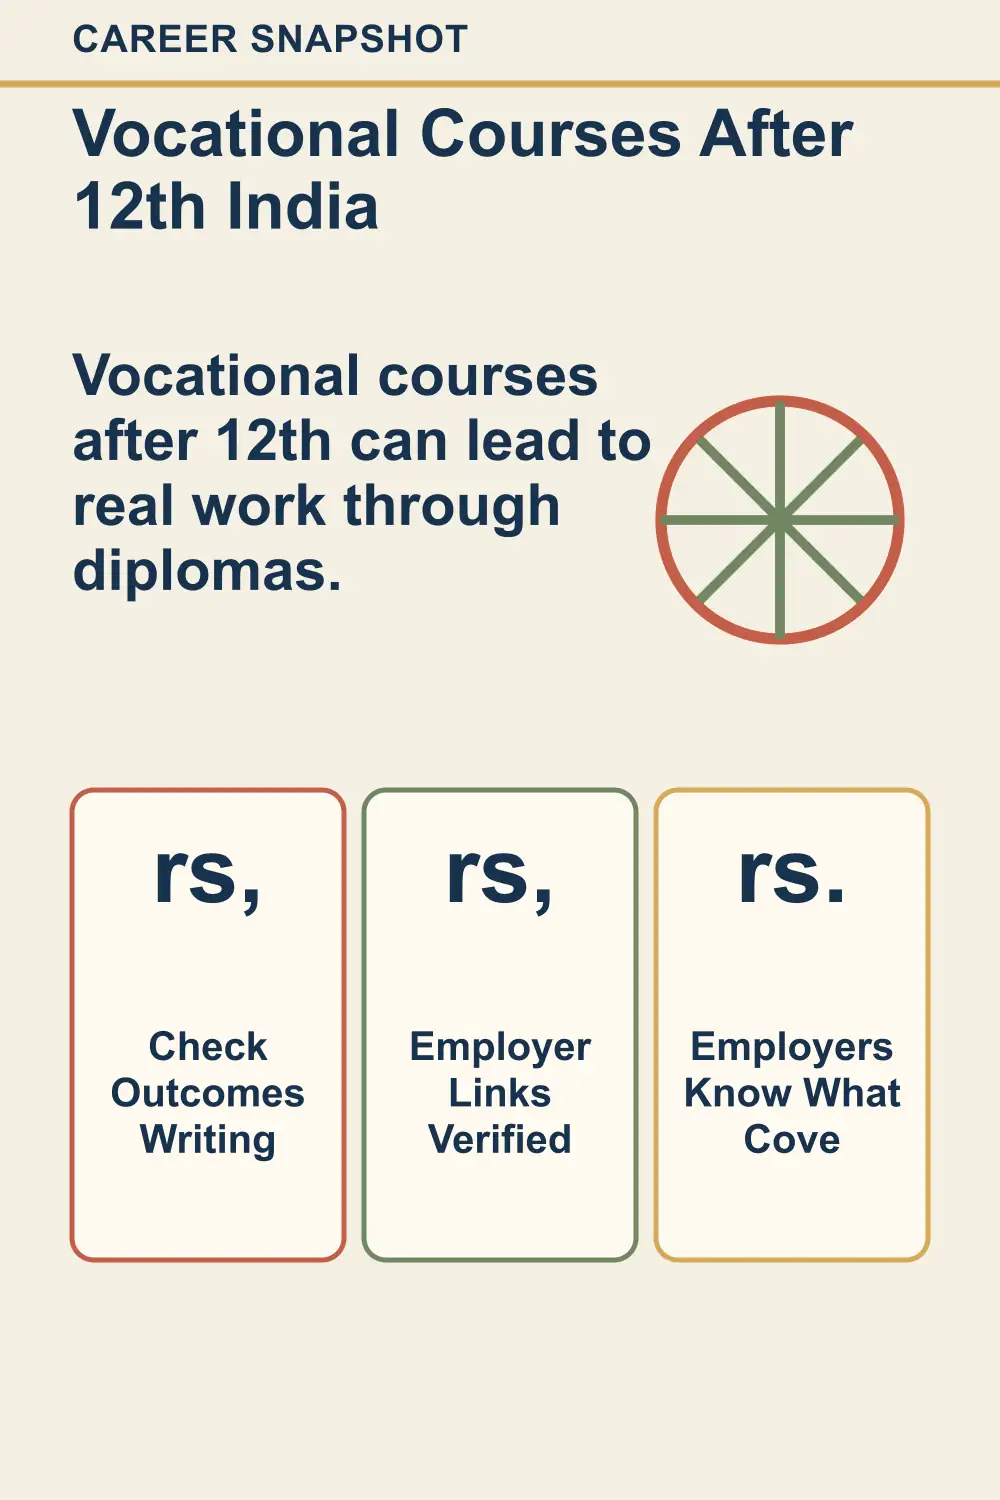 CAREER SNAPSHOT
Vocational Courses After
12th India
Vocational courses
after 12th can lead to
real work through
diplomas.
rs,
Check
Outcomes
Writing
rs,
Employer
Links
Verified
rs.
Employers
Know What
Cove